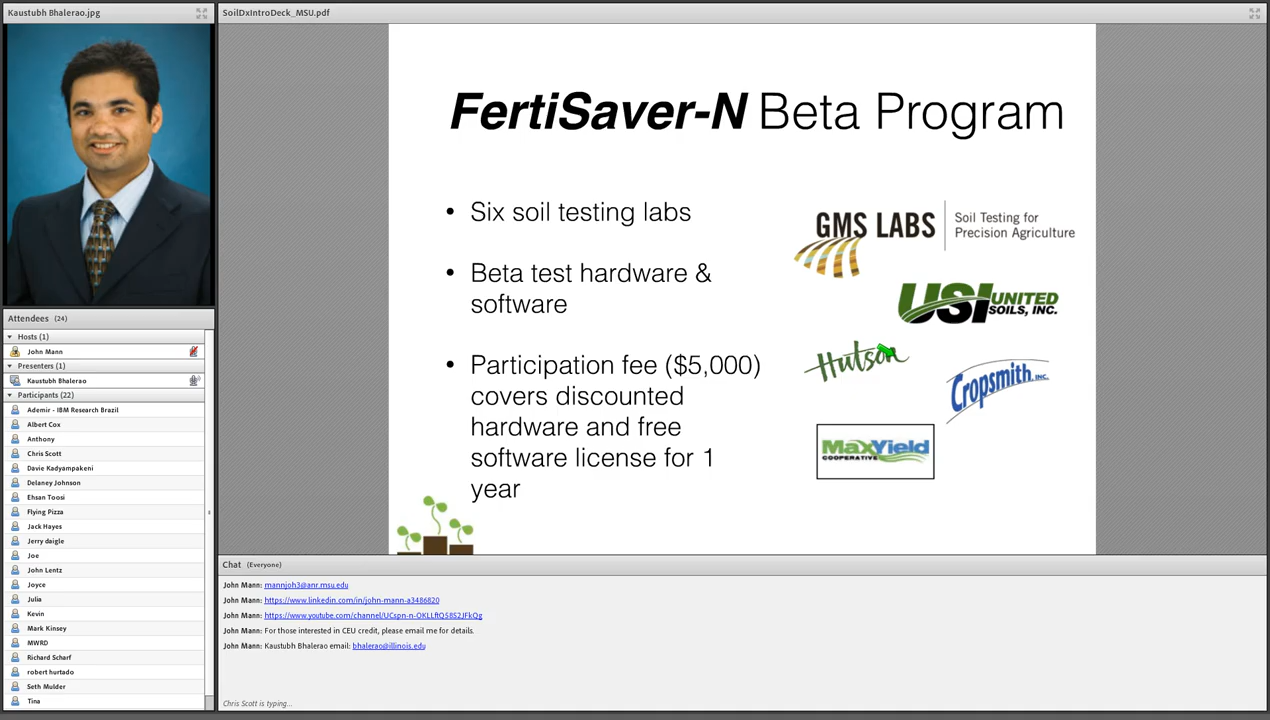 Kaustubh Bhalerao.jpg
Attendees (24)
Hosts (1)
John Mann
Presenters (1)
Kaustubh Bhalerao
Participants (22)
Ademir - IBM Research Brazil
Albert Cox
Anthony
Chris Scott
Davie Kadyampakeni
Delaney Johnson
Ehsan Toosi
Flying Pizza
Jack Hayes
Jerry daigle
Joe
John Lentz
Joyce
Julia
Kevin
Mark Kinsey
MWRD
Richard Scharf
robert hurtado
Seth Mulder
Tina
SoilDxIntroDeck_MSU.pdf
FertiSaver-N Beta Program
• Six soil testing labs
• Beta test hardware &
software
• Participation fee ($5,000)
covers discounted
hardware and free
software license for 1
year
GMS LABS
Soil Testing for
Precision Agriculture
USI UNITED
SOILS, INC.
Hutson
Cropsmith, INC.
MaxYield
COOPERATIVE
Chat (Everyone)
John Mann: mannjoh3@anr.msu.edu
John Mann: https://www.linkedin.com/in/john-mann-a3486820
John Mann: https://www.youtube.com/channel/UCspn-n-OKLLftQ58S2JFkQg
John Mann: For those interested in CEU credit, please email me for details.
John Mann: Kaustubh Bhalerao email: bhalerao@illinois.edu
Chris Scott is typing...